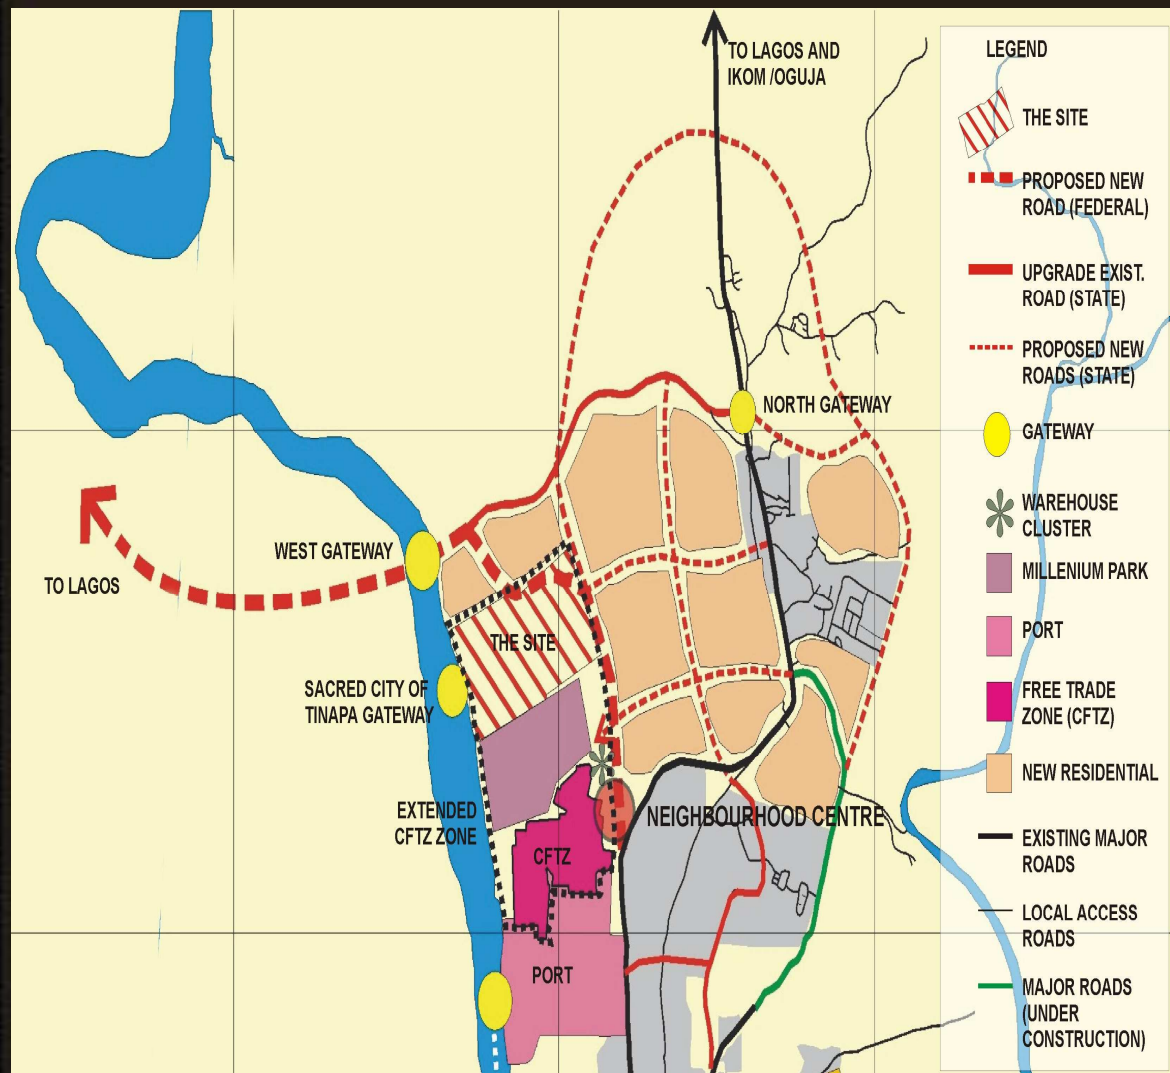 TO LAGOS AND
IKOM /OGUJA
NORTH GATEWAY
WEST GATEWAY
TO LAGOS
THE SITE
SACRED CITY OF
TINAPA GATEWAY
EXTENDED
CFTZ ZONE
NEIGHBOURHOOD CENTRE
CFTZ
PORT
LEGEND
THE SITE
PROPOSED NEW
ROAD (FEDERAL)
UPGRADE EXIST.
ROAD (STATE)
PROPOSED NEW
ROADS (STATE)
GATEWAY
WAREHOUSE
CLUSTER
MILLENIUM PARK
PORT
FREE TRADE
ZONE (CFTZ)
NEW RESIDENTIAL
EXISTING MAJOR
ROADS
LOCAL ACCESS
ROADS
MAJOR ROADS
(UNDER
CONSTRUCTION)